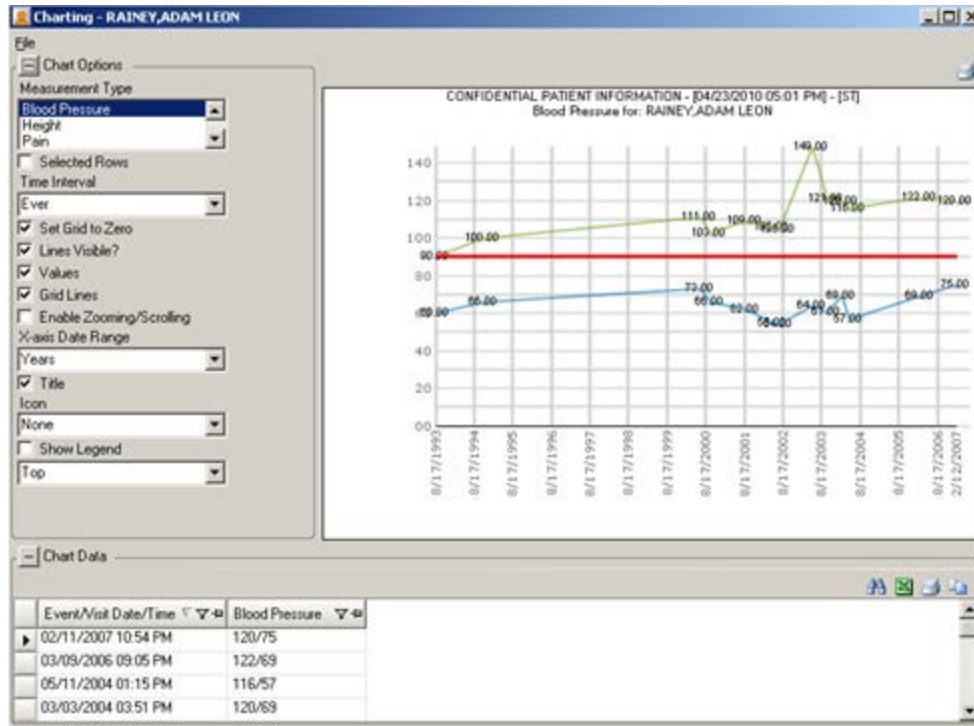 Charting - RAINEY,ADAM LEON
File
Chart Options
Measurement Type
Blood Pressure
Height
Pain
Selected Rows
Time Interval
Ever
Set Grid to Zero
Lines Visible?
Values
Grid Lines
Enable Zooming/Scrolling
X-axis Date Range
Years
Title
Icon
None
Show Legend
Top
CONFIDENTIAL PATIENT INFORMATION - [04/23/2010 05:01 PM] - [ST]
Blood Pressure for: RAINEY,ADAM LEON
140
120
100
80
60
40
20
00
90.00 100.00 111.00 103.00 109.00 149.00 122.00 120.00
66.00 73.00 66.00 62.00 64.00 69.00 57.00 69.00 75.00
8/17/1993 8/17/1994 8/17/1995 8/17/1996 8/17/1997 8/17/1998 8/17/1999 8/17/2000 8/17/2001 8/17/2002 8/17/2003 8/17/2004 8/17/2005 8/17/2006 2/12/2007
Chart Data
Event/Visit Date/Time Blood Pressure
02/11/2007 10:54 PM 120/75
03/09/2006 09:05 PM 122/69
05/11/2004 01:15 PM 116/57
03/03/2004 03:51 PM 120/69